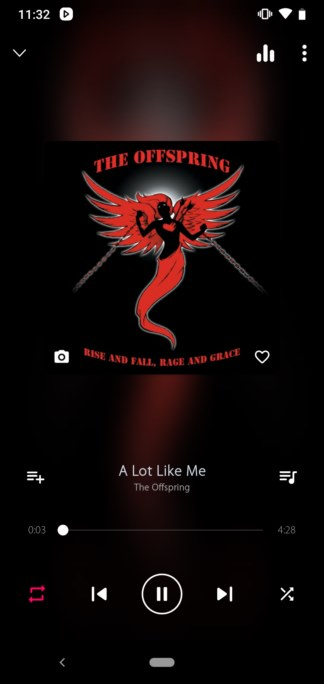 11:32
THE OFFSPRING
RISE AND FALL, RAGE AND GRACE
A Lot Like Me
The Offspring
0:03
4:28